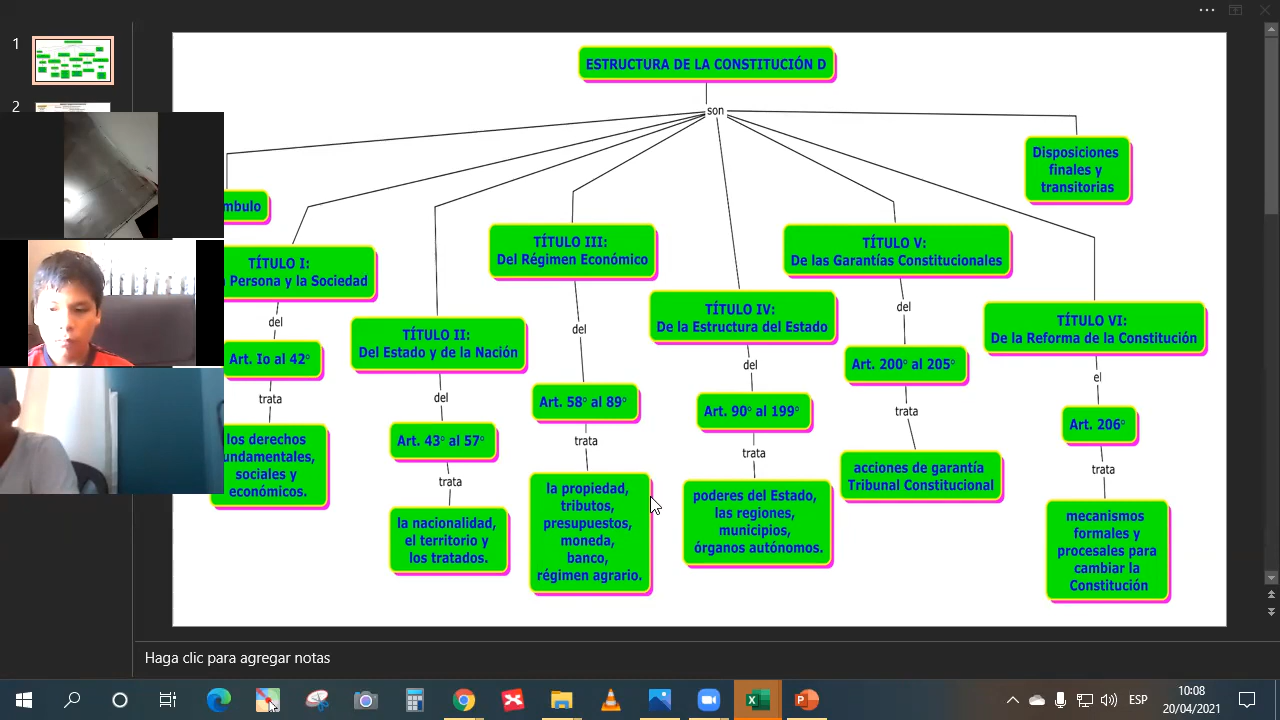 1
2
ESTRUCTURA DE LA CONSTITUCIÓN D
son
mbulo
TÍTULO I:
Persona y la Sociedad
del
Art. Io al 42°
trata
los derechos
undamentales,
sociales y
económicos.
TÍTULO II:
Del Estado y de la Nación
del
Art. 43° al 57°
trata
la nacionalidad,
el territorio y
los tratados.
TÍTULO III:
Del Régimen Económico
del
Art. 58° al 89°
trata
la propiedad,
tributos,
presupuestos,
moneda,
banco,
régimen agrario.
TÍTULO IV:
De la Estructura del Estado
del
Art. 90° al 199°
trata
poderes del Estado,
las regiones,
municipios,
órganos autónomos.
TÍTULO V:
De las Garantías Constitucionales
del
Art. 200° al 205°
trata
acciones de garantía
Tribunal Constitucional
TÍTULO VI:
De la Reforma de la Constitución
el
Art. 206°
trata
mecanismos
formales y
procesales para
cambiar la
Constitución
Disposiciones
finales y
transitorias
Haga clic para agregar notas
ESP
10:08
20/04/2021